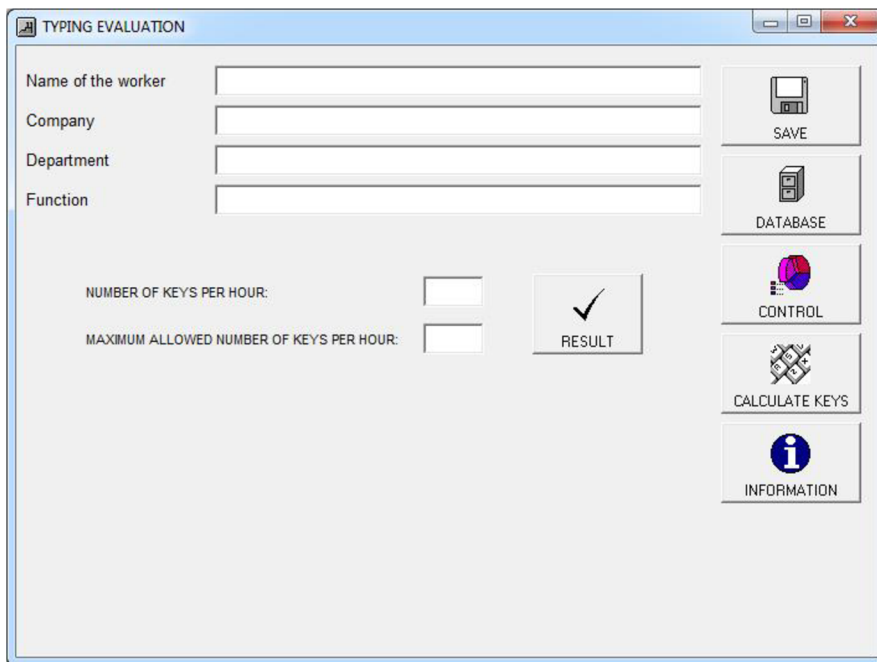 TYPING EVALUATION
Name of the worker
Company
Department
Function
NUMBER OF KEYS PER HOUR:
MAXIMUM ALLOWED NUMBER OF KEYS PER HOUR:
RESULT
SAVE
DATABASE
CONTROL
CALCULATE KEYS
INFORMATION